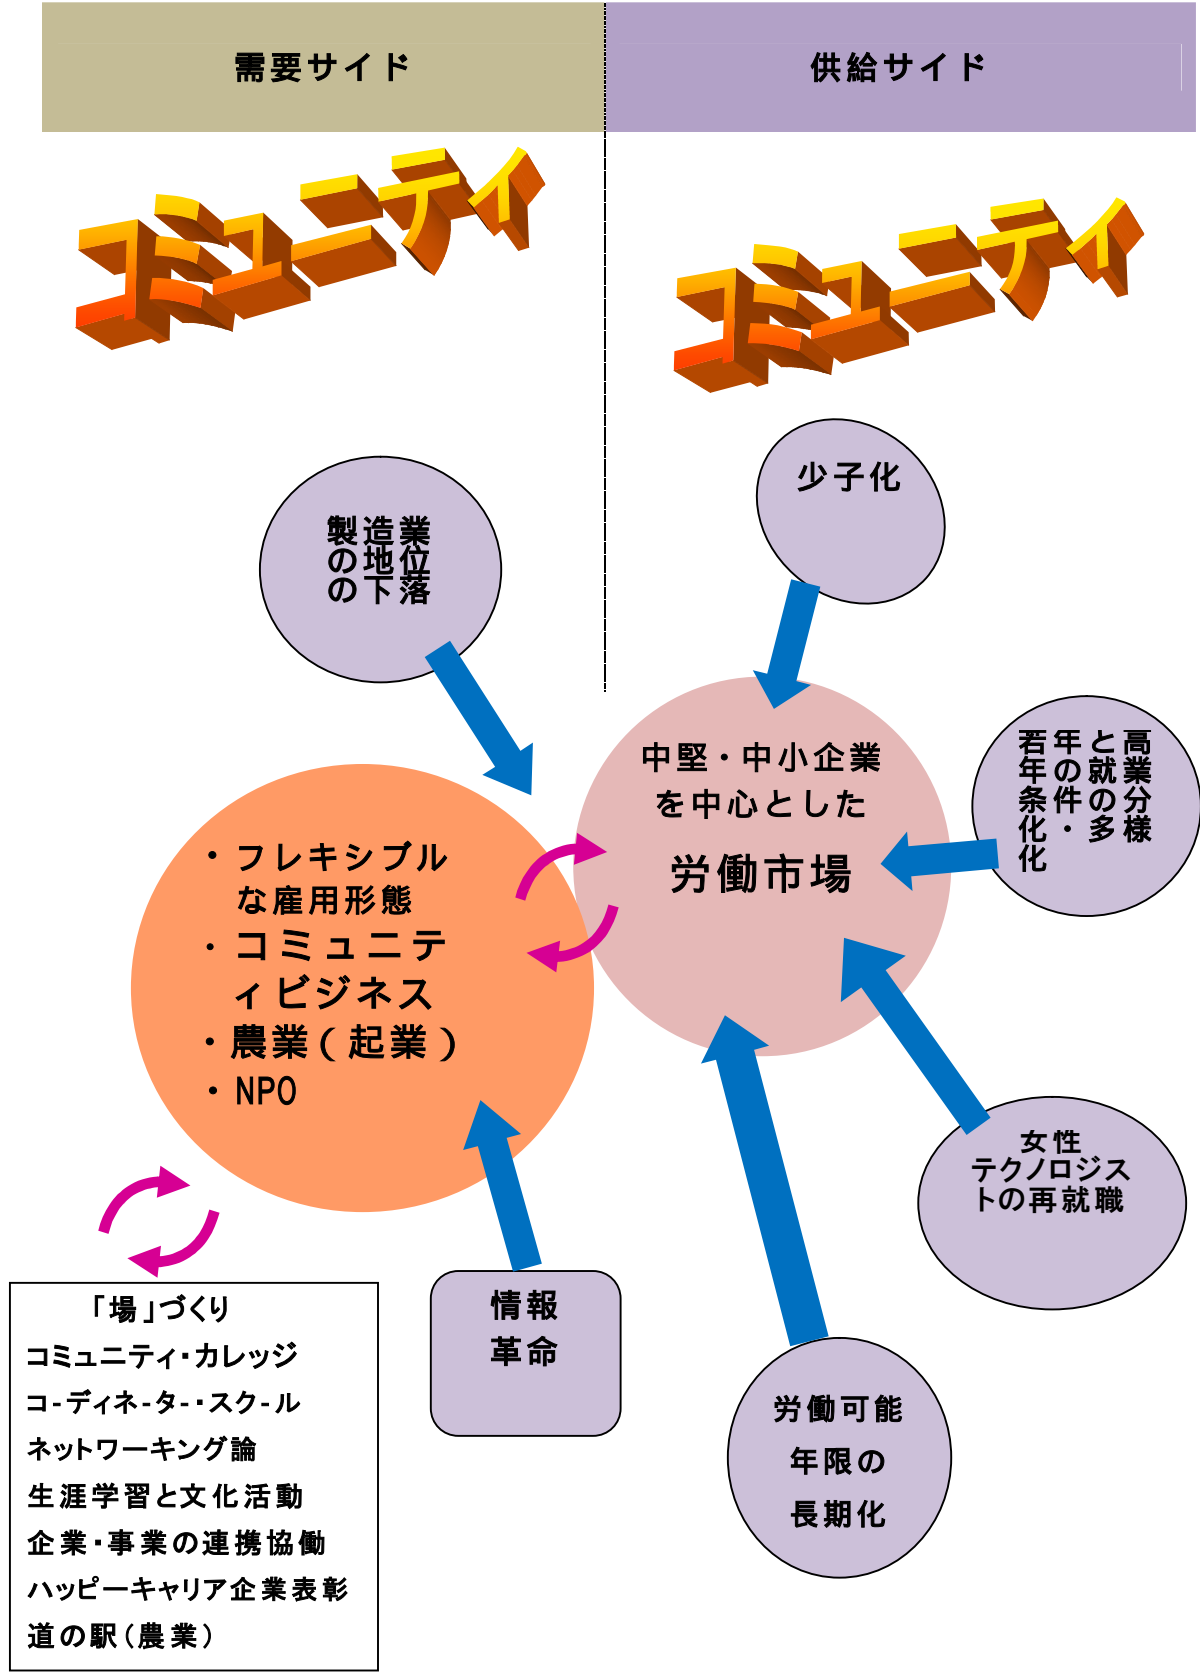 需要サイド
供給サイド
コミュニティ
コミュニティ
少子化
製造業
の地位
の下落
中堅・中小企業
を中心とした
労働市場
若年と高
年の就業
条件の分
化・多様
化
・フレキシブル
な雇用形態
・コミュニテ
ィビジネス
・農業(起業)
・NPO
女性
テクノロジス
トの再就職
情報
革命
労働可能
年限の
長期化
「場」づくり
コミュニティ・カレッジ
コ-ディネ-タ-・スク-ル
ネットワーキング論
生涯学習と文化活動
企業・事業の連携協働
ハッピーキャリア企業表彰
道の駅(農業)